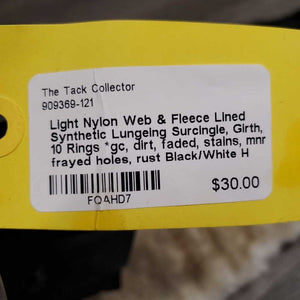 The Tack Collector
909369-121
Light Nylon Web & Fleece Lined
Synthetic Lungeing Surcingle, Girth,
10 Rings *gc, dirt, faded, stains, mnr
frayed holes, rust Black/White H
$30.00
FQAHD7